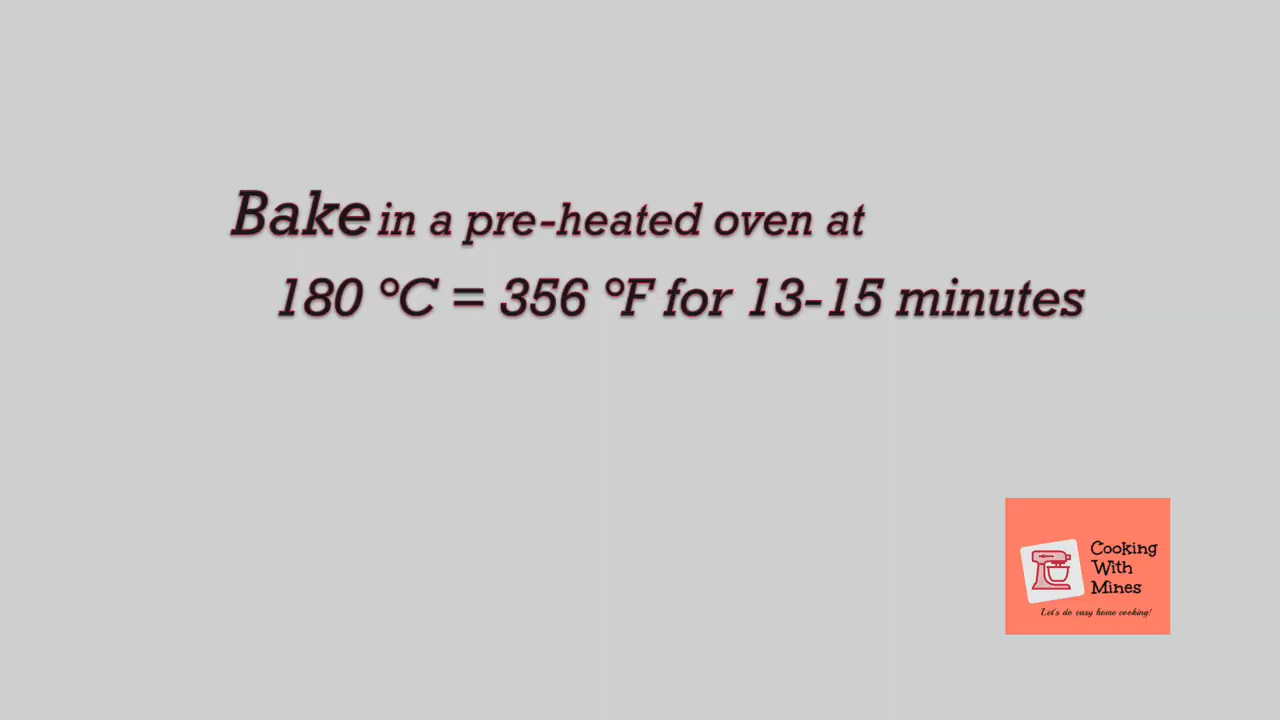 Bake in a pre-heated oven at
180 °C = 356 °F for 13-15 minutes
Cooking
With
Mines
Let's do easy home cooking!